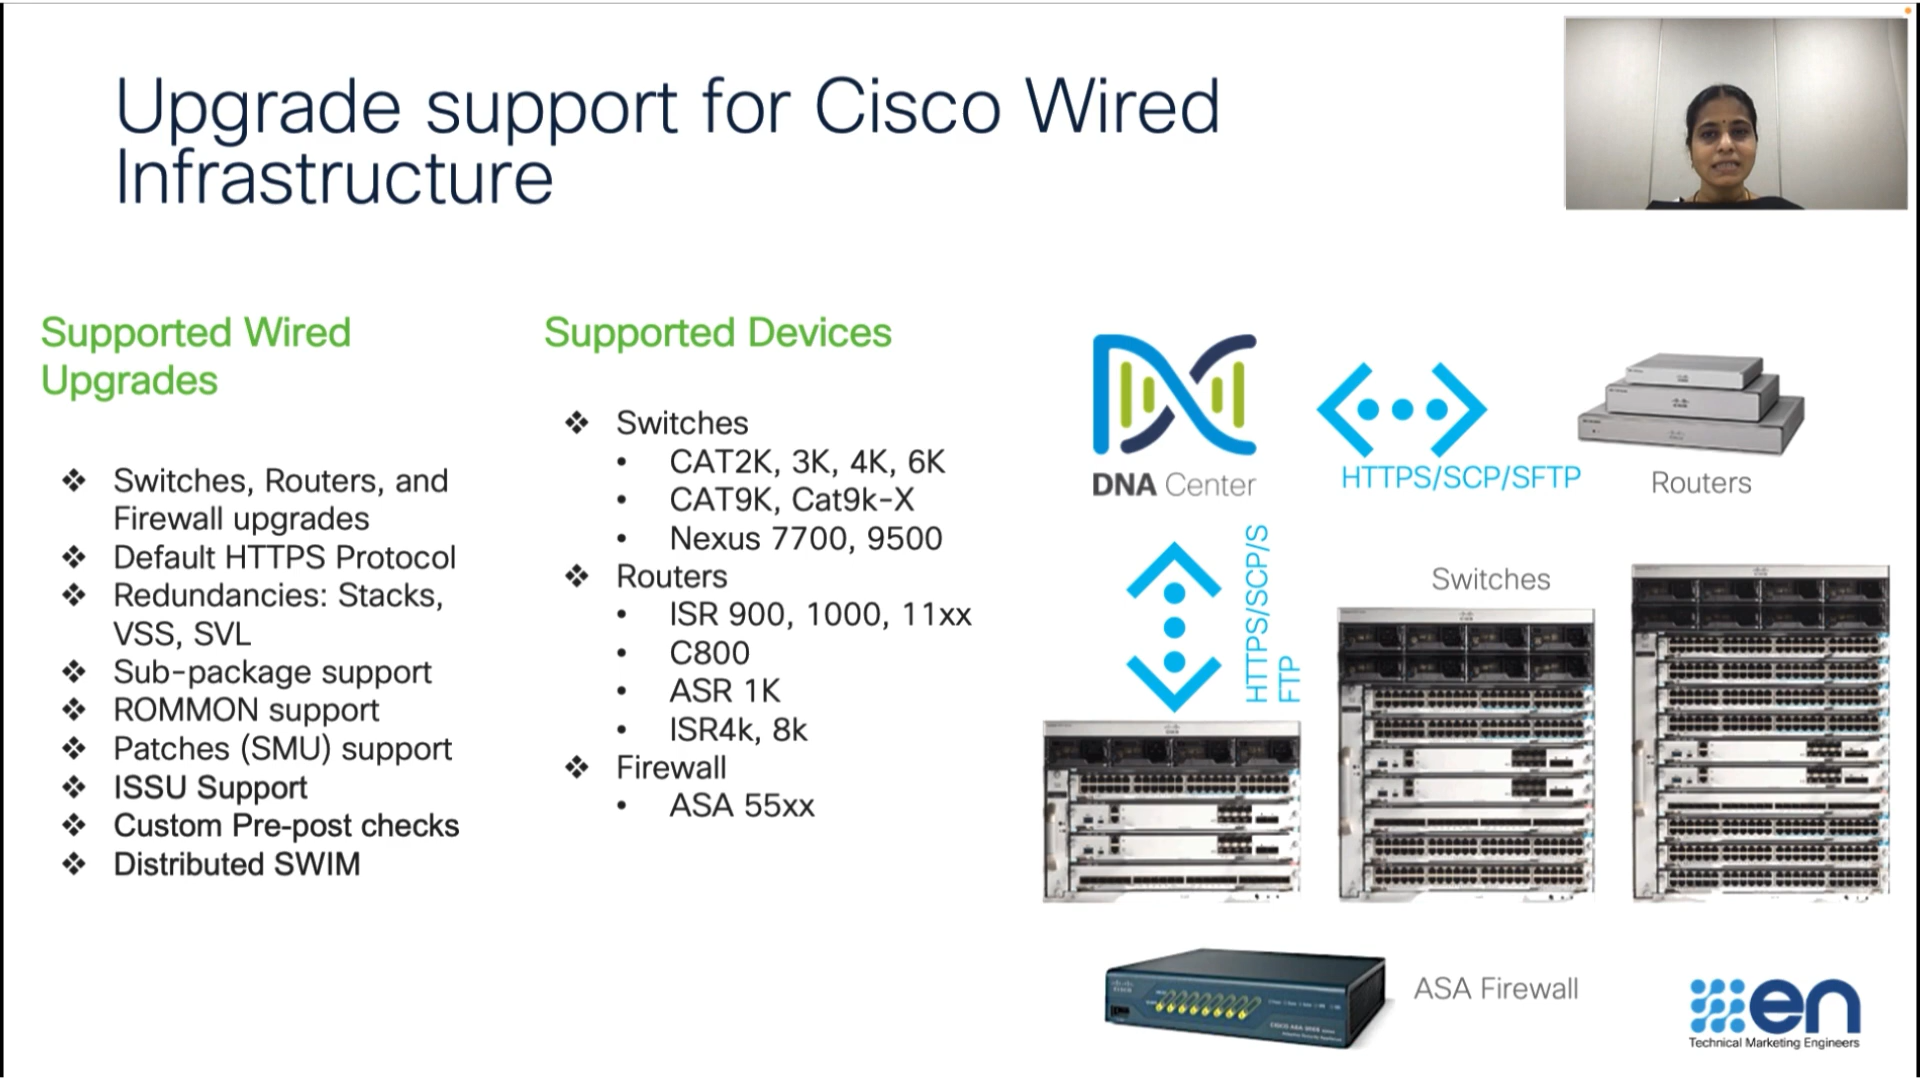 Upgrade support for Cisco Wired
Infrastructure
Supported Wired
Upgrades
Switches, Routers, and
Firewall upgrades
Default HTTPS Protocol
Redundancies: Stacks,
VSS, SVL
Sub-package support
ROMMON support
Patches (SMU) support
ISSU Support
Custom Pre-post checks
Distributed SWIM
Supported Devices
Switches
CAT2K, 3K, 4K, 6K
CAT9K, Cat9k-X
Nexus 7700, 9500
Routers
ISR 900, 1000, 11xx
C800
ASR 1K
ISR4k, 8k
Firewall
ASA 55xx
DNA Center
HTTPS/SCP/SFTP
Routers
HTTPS/SCP/S
FTP
Switches
ASA Firewall
en
Technical Marketing Engineers